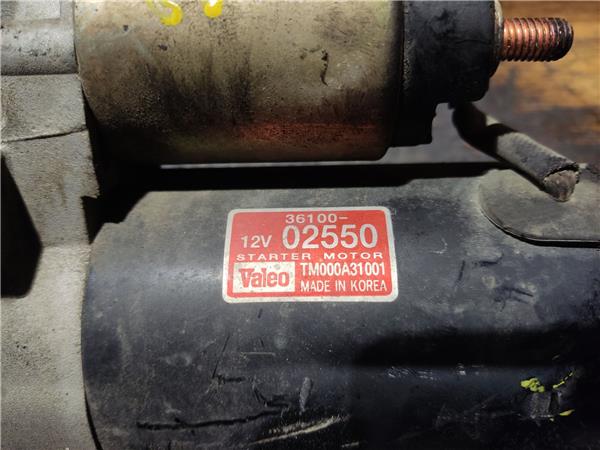 36100-
12V 02550
STARTER MOTOR
Valeo TM000A31001
MADE IN KOREA